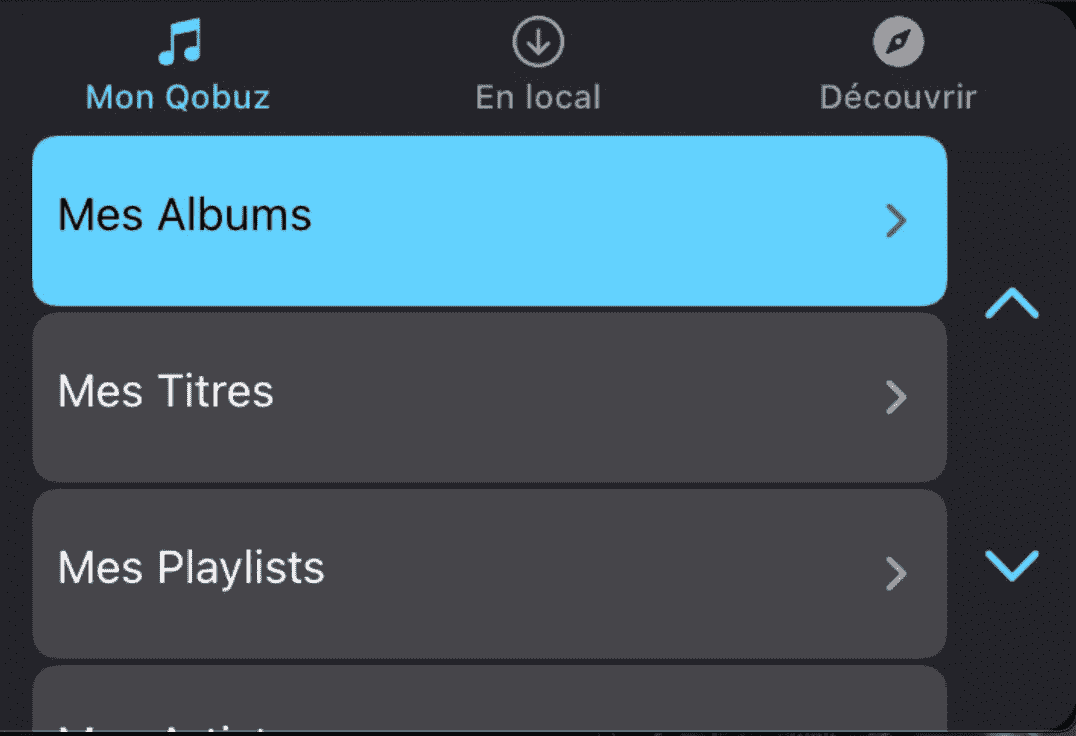 Mon Qobuz
En local
Découvrir
Mes Albums
Mes Titres
Mes Playlists